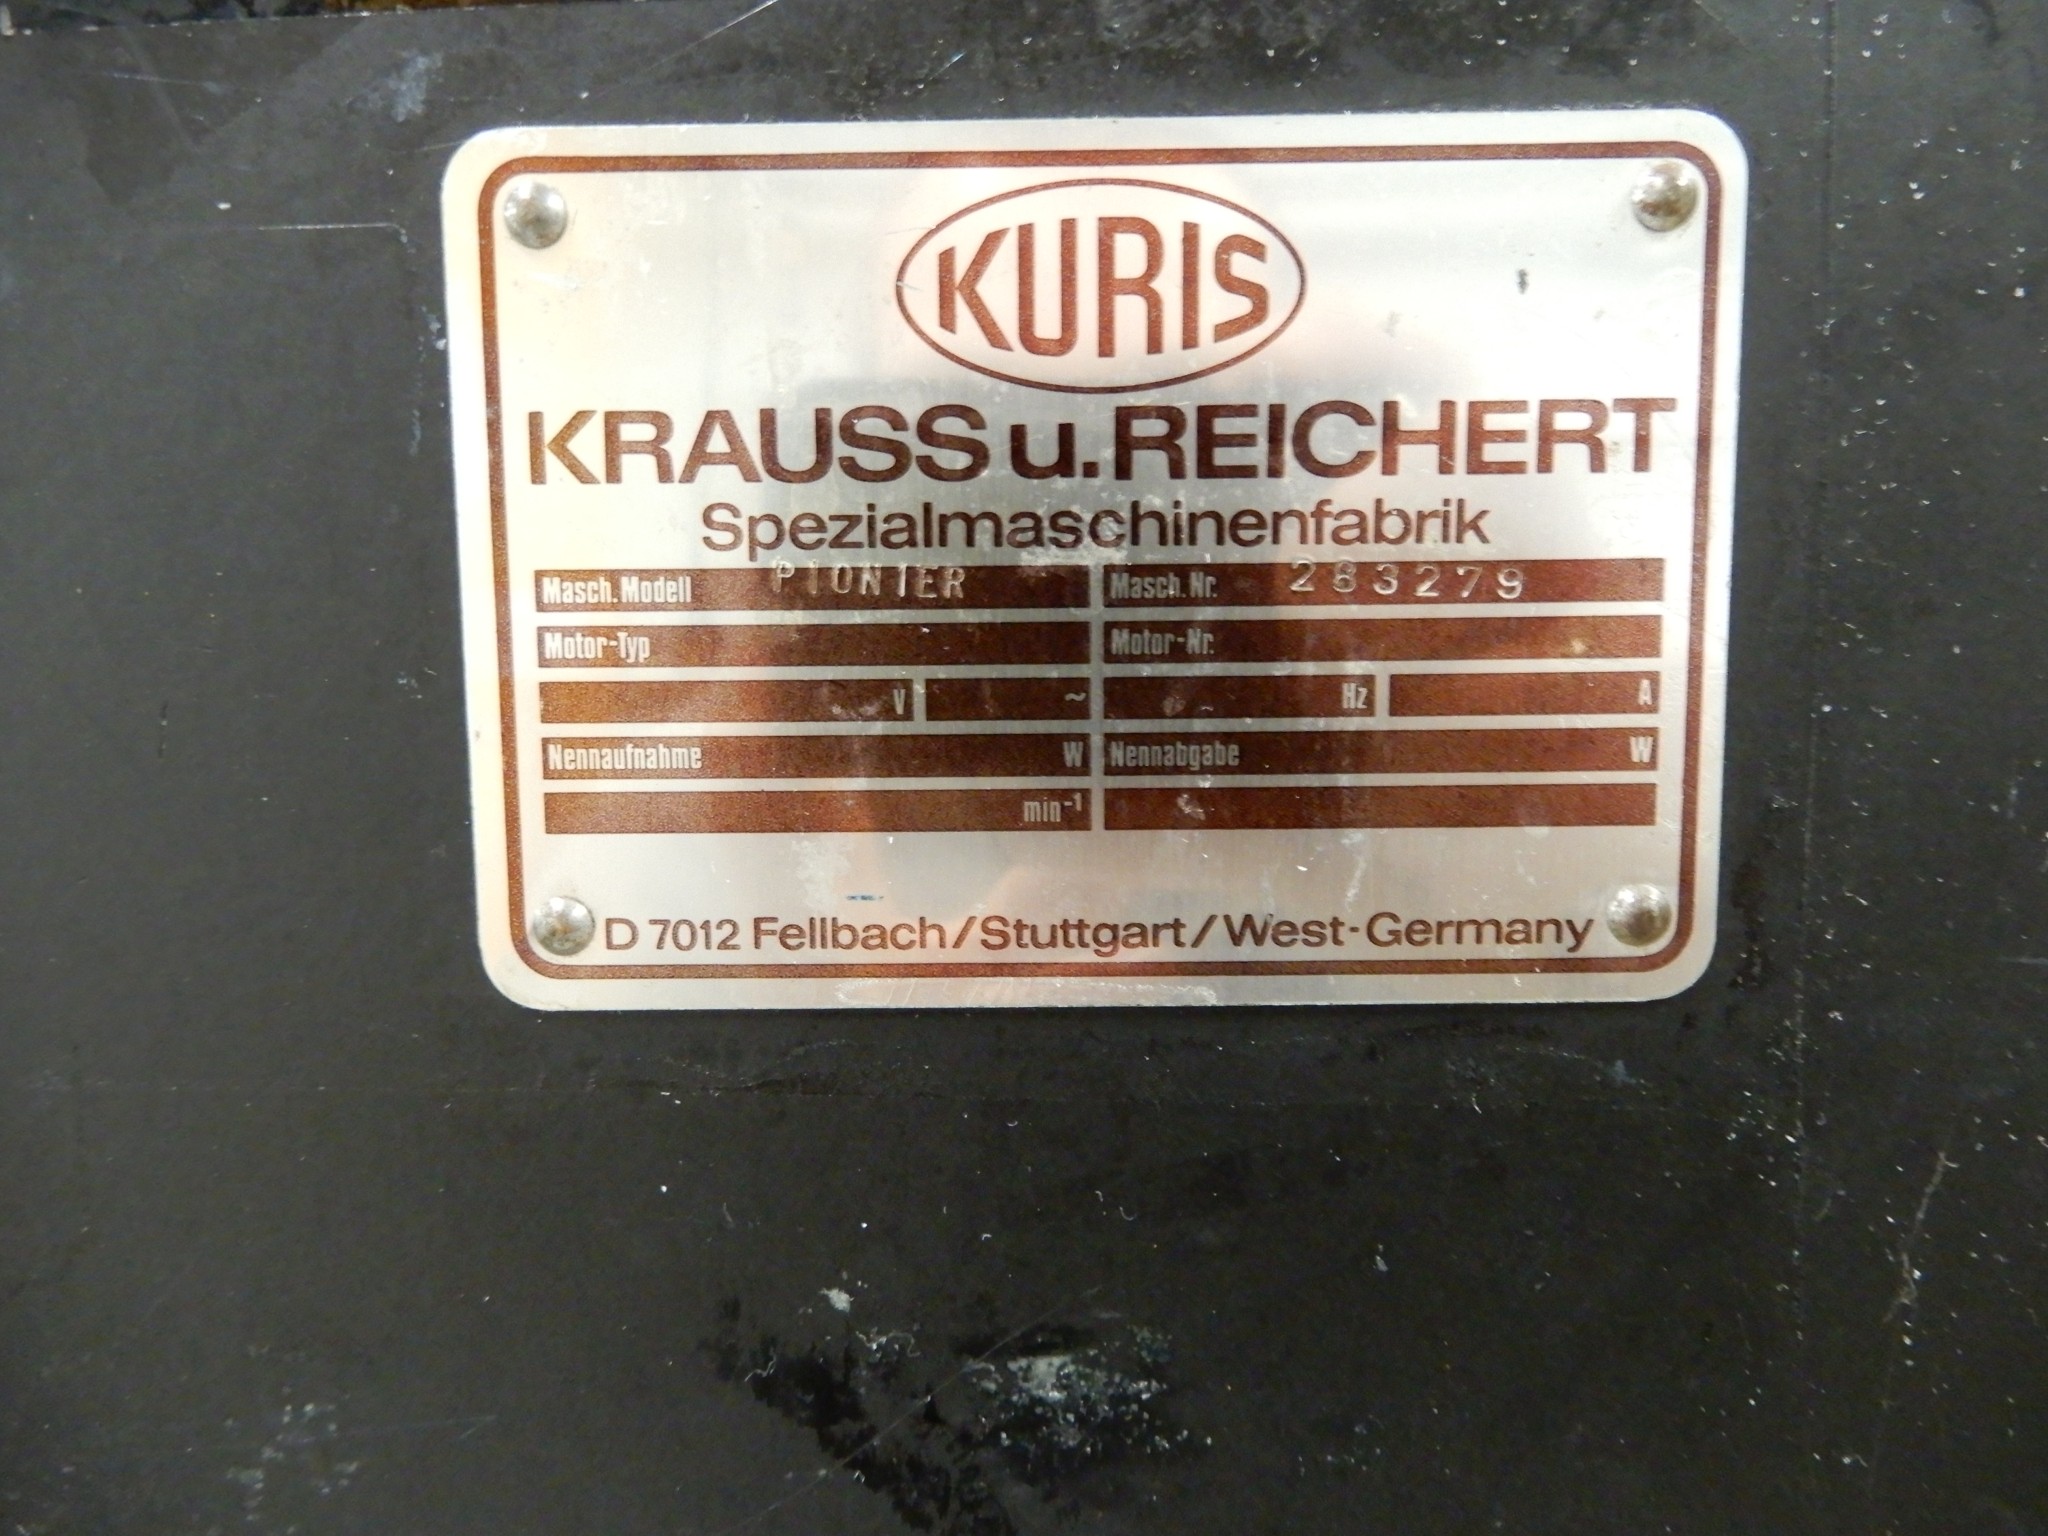 KURIS
KRAUSS u. REICHERT
Spezialmaschinenfabrik
Masch. Modell PIONIER Masch. Nr. 283279
Motor-Typ Motor-Nr.
V ~ Hz A
Nennaufnahme W Nennabgabe W
min⁻¹
D 7012 Fellbach/Stuttgart/West-Germany